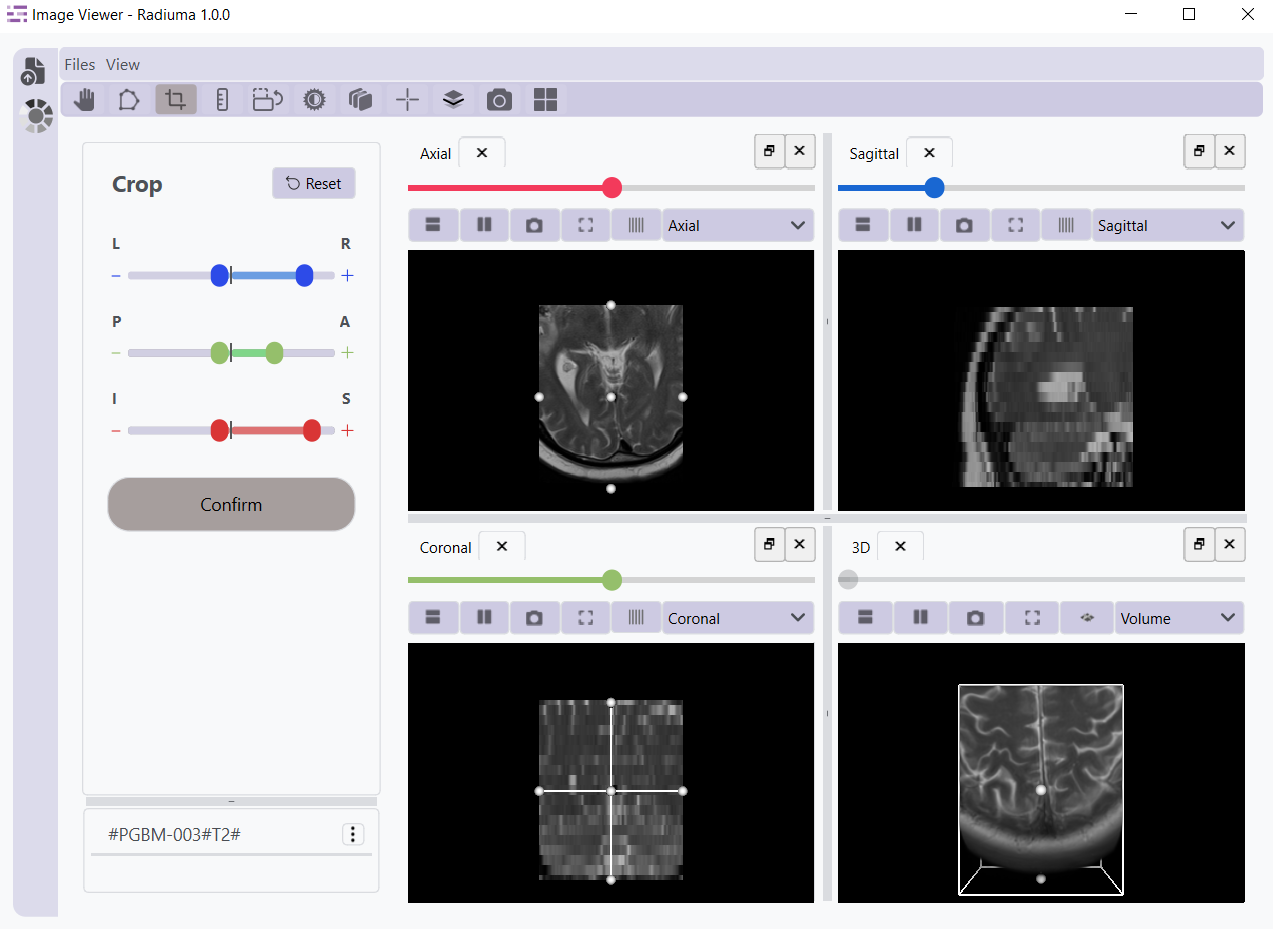 Image Viewer - Radiuma 1.0.0
Files View
Crop
Reset
L R
P A
I S
Confirm
#PGBM-003#T2#
Axial
Axial
Sagittal
Sagittal
Coronal
Coronal
3D
Volume